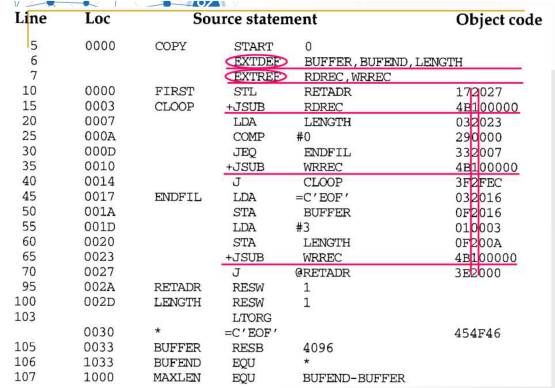 Line Loc Source statement Object code
5 0000 COPY START 0
6 EXTDEF BUFFER,BUFEND,LENGTH
7 EXTREF RDREC,WRREC
10 0000 FIRST STL RETADR 172027
15 0003 CLOOP +JSUB RDREC 4B100000
20 0007 LDA LENGTH 032023
25 000A COMP #0 290000
30 000D JEQ ENDFIL 332007
35 0010 +JSUB WRREC 4B100000
40 0014 J CLOOP 3F2FEC
45 0017 ENDFIL LDA =C'EOF' 032016
50 001A STA BUFFER 0F2016
55 001D LDA #3 010003
60 0020 STA LENGTH 0F200A
65 0023 +JSUB WRREC 4B100000
70 0027 J @RETADR 3E2000
95 002A RETADR RESW 1
100 002D LENGTH RESW 1
103 LTORG
0030 * =C'EOF' 454F46
105 0033 BUFFER RESB 4096
106 1033 BUFEND EQU *
107 1000 MAXLEN EQU BUFEND-BUFFER